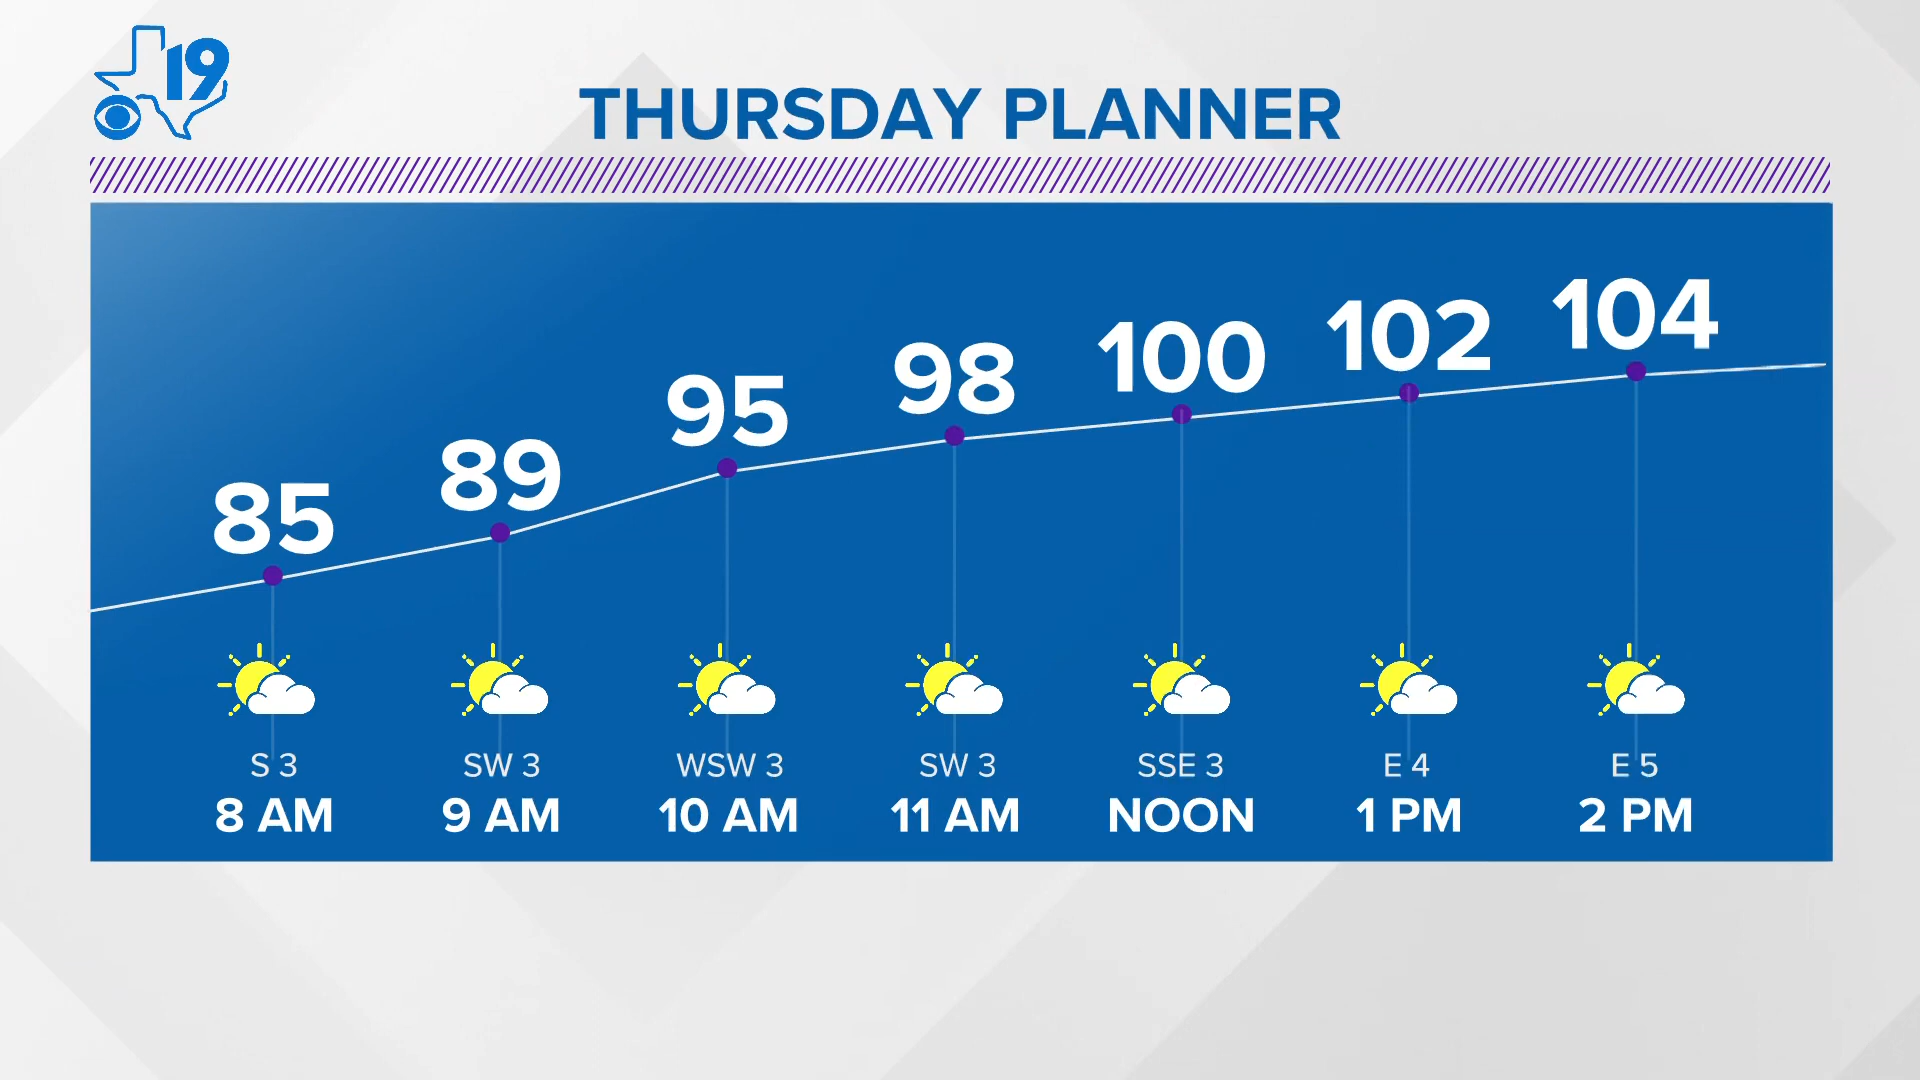 19
THURSDAY PLANNER
85 89 95 98 100 102 104
S 3 SW 3 WSW 3 SW 3 SSE 3 E 4 E 5
8 AM 9 AM 10 AM 11 AM NOON 1 PM 2 PM